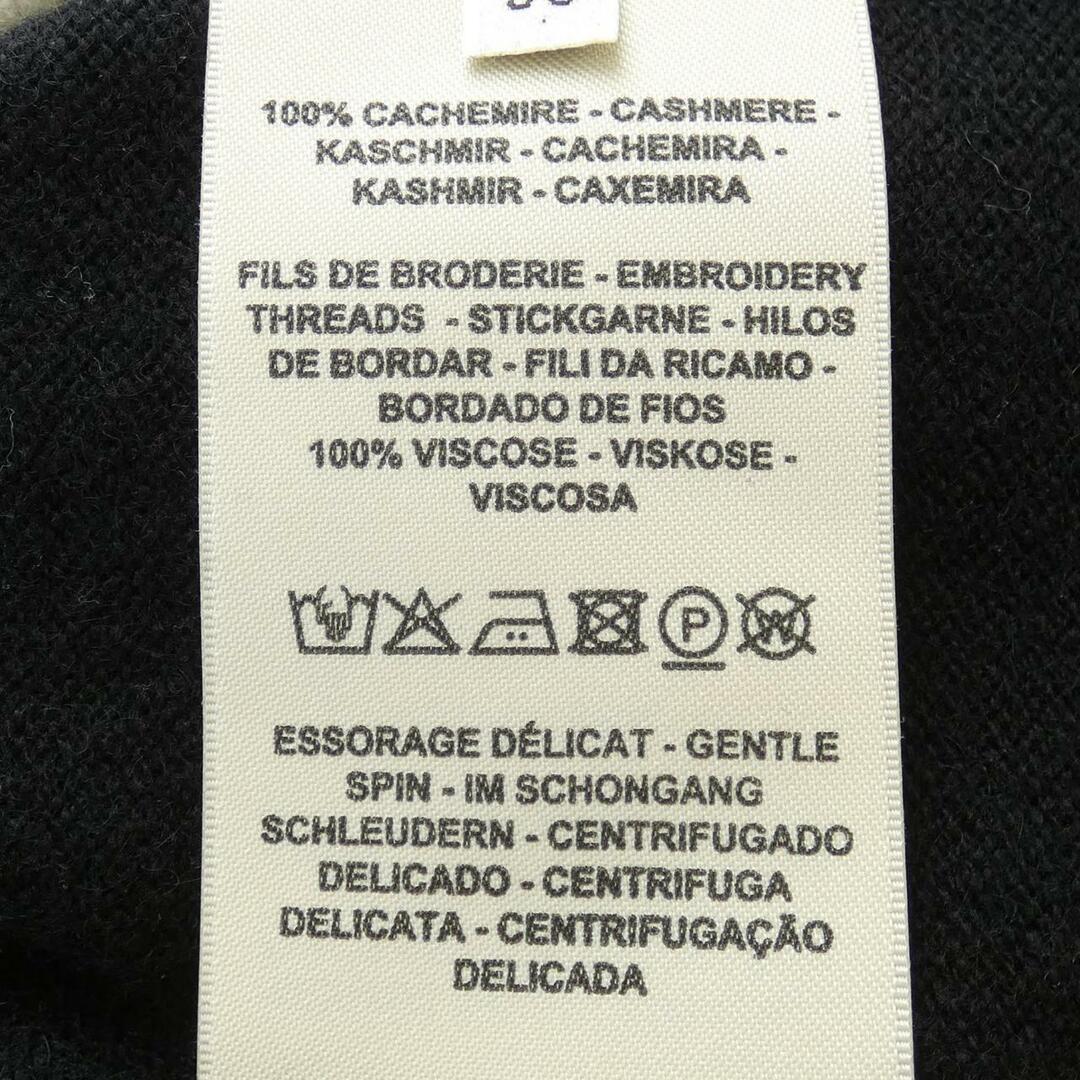 100% CACHEMIRE - CASHMERE -
KASCHMIR - CACHEMIRA -
KASHMIR - CAXEMIRA
FILS DE BRODERIE - EMBROIDERY
THREADS - STICKGARNE - HILOS
DE BORDAR - FILI DA RICAMO -
BORDADO DE FIOS
100% VISCOSE - VISKOSE -
VISCOSA
P W
ESSORAGE DÉLICAT - GENTLE
SPIN - IM SCHONGANG
SCHLEUDERN - CENTRIFUGADO
DELICADO - CENTRIFUGA
DELICATA - CENTRIFUGAÇÃO
DELICADA